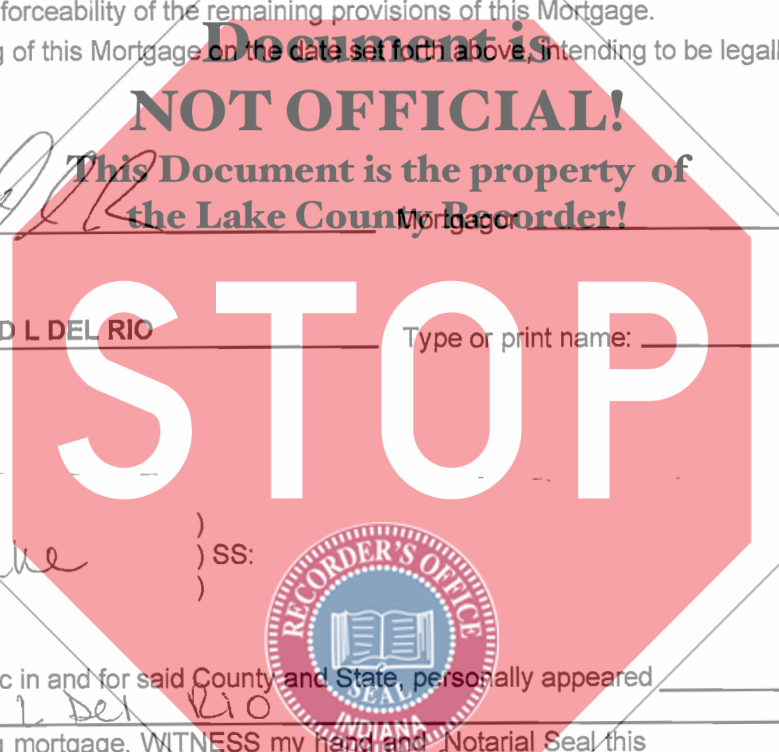 forceability of the remaining provisions of this Mortgage.
g of this Mortgage on the date set forth above, intending to be legall
Document is
NOT OFFICIAL!
This Document is the property of
the Lake County Recorder!
Mortgagor
D L DEL RIO
Type or print name:
STOP
)
) SS:
)
RECORDER'S OFFICE
SEAL
INDIANA
c in and for said County and State, personally appeared
L Del Rio
g mortgage. WITNESS my hand and Notarial Seal this